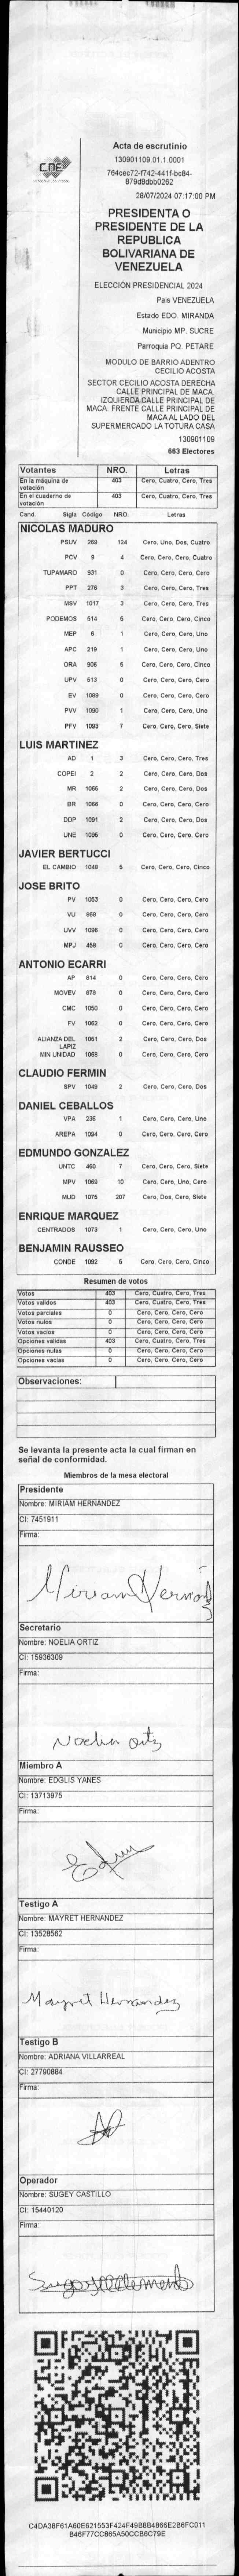 CNE
Acta de escrutinio
130901109.01.1.0001
764cec72-f742-441f-bc84-
879d8dbb0262
28/07/2024 07:17:00 PM
PRESIDENTA O
PRESIDENTE DE LA
REPUBLICA
BOLIVARIANA DE
VENEZUELA
ELECCIÓN PRESIDENCIAL 2024
Pais VENEZUELA
Estado EDO. MIRANDA
Municipio MP. SUCRE
Parroquia PQ. PETARE
MODULO DE BARRIO ADENTRO
CECILIO ACOSTA
SECTOR CECILIO ACOSTA DERECHA
CALLE PRINCIPAL DE MACA.
IZQUIERDA CALLE PRINCIPAL DE
MACA. FRENTE CALLE PRINCIPAL DE
MACA AL LADO DEL
SUPERMERCADO LA TOTURA CASA
130901109
663 Electores
Votantes NRO. Letras
En la máquina de votación 403 Cero, Cuatro, Cero, Tres
En el cuaderno de votación 403 Cero, Cuatro, Cero, Tres
Cand. Sigla Código NRO. Letras
NICOLAS MADURO
PSUV 269 124 Cero, Uno, Dos, Cuatro
PCV 9 4 Cero, Cero, Cero, Cuatro
TUPAMARO 931 0 Cero, Cero, Cero, Cero
PPT 276 3 Cero, Cero, Cero, Tres
MSV 1017 3 Cero, Cero, Cero, Tres
PODEMOS 514 5 Cero, Cero, Cero, Cinco
MEP 6 1 Cero, Cero, Cero, Uno
APC 219 1 Cero, Cero, Cero, Uno
ORA 906 5 Cero, Cero, Cero, Cinco
UPV 513 0 Cero, Cero, Cero, Cero
EV 1089 0 Cero, Cero, Cero, Cero
PVV 1090 1 Cero, Cero, Cero, Uno
PFV 1093 7 Cero, Cero, Cero, Siete
LUIS MARTINEZ
AD 1 3 Cero, Cero, Cero, Tres
COPEI 2 2 Cero, Cero, Cero, Dos
MR 1065 2 Cero, Cero, Cero, Dos
BR 1066 0 Cero, Cero, Cero, Cero
DDP 1091 2 Cero, Cero, Cero, Dos
UNE 1095 0 Cero, Cero, Cero, Cero
JAVIER BERTUCCI
EL CAMBIO 1048 5 Cero, Cero, Cero, Cinco
JOSE BRITO
PV 1053 0 Cero, Cero, Cero, Cero
VU 868 0 Cero, Cero, Cero, Cero
UVV 1096 0 Cero, Cero, Cero, Cero
MPJ 458 0 Cero, Cero, Cero, Cero
ANTONIO ECARRI
AP 814 0 Cero, Cero, Cero, Cero
MOVEV 879 0 Cero, Cero, Cero, Cero
CMC 1050 0 Cero, Cero, Cero, Cero
FV 1062 0 Cero, Cero, Cero, Cero
ALIANZA DEL LÁPIZ 1051 2 Cero, Cero, Cero, Dos
MIN UNIDAD 1068 0 Cero, Cero, Cero, Cero
CLAUDIO FERMIN
SPV 1049 2 Cero, Cero, Cero, Dos
DANIEL CEBALLOS
VPA 236 1 Cero, Cero, Cero, Uno
AREPA 1094 0 Cero, Cero, Cero, Cero
EDMUNDO GONZALEZ
UNTC 460 7 Cero, Cero, Cero, Siete
MPV 1069 10 Cero, Cero, Uno, Cero
MUD 1075 207 Cero, Dos, Cero, Siete
ENRIQUE MARQUEZ
CENTRADOS 1073 1 Cero, Cero, Cero, Uno
BENJAMIN RAUSSEO
CONDE 1092 5 Cero, Cero, Cero, Cinco
Resumen de votos
Votos 403 Cero, Cuatro, Cero, Tres
Votos validos 403 Cero, Cuatro, Cero, Tres
Votos parciales 0 Cero, Cero, Cero, Cero
Votos nulos 0 Cero, Cero, Cero, Cero
Votos vacios 0 Cero, Cero, Cero, Cero
Opciones validas 403 Cero, Cuatro, Cero, Tres
Opciones nulas 0 Cero, Cero, Cero, Cero
Opciones vacias 0 Cero, Cero, Cero, Cero
Observaciones:
Se levanta la presente acta la cual firman en
señal de conformidad.
Miembros de la mesa electoral
Presidente
Nombre: MIRIAM HERNANDEZ
CI: 7451911
Firma:
Miriam Hernand
Secretario
Nombre: NOELIA ORTIZ
CI: 15936309
Firma:
Noelia Ortiz
Miembro A
Nombre: EDGLIS YANES
CI: 13713975
Firma:
Testigo A
Nombre: MAYRET HERNANDEZ
CI: 13528562
Firma:
Mayret Hernandez
Testigo B
Nombre: ADRIANA VILLARREAL
CI: 27790884
Firma:
Operador
Nombre: SUGEY CASTILLO
CI: 15440120
Firma:
C4DA38F61A60E621553F424F49B8B4866E2B6FC011
B46F77CC865A50CCB6C79E